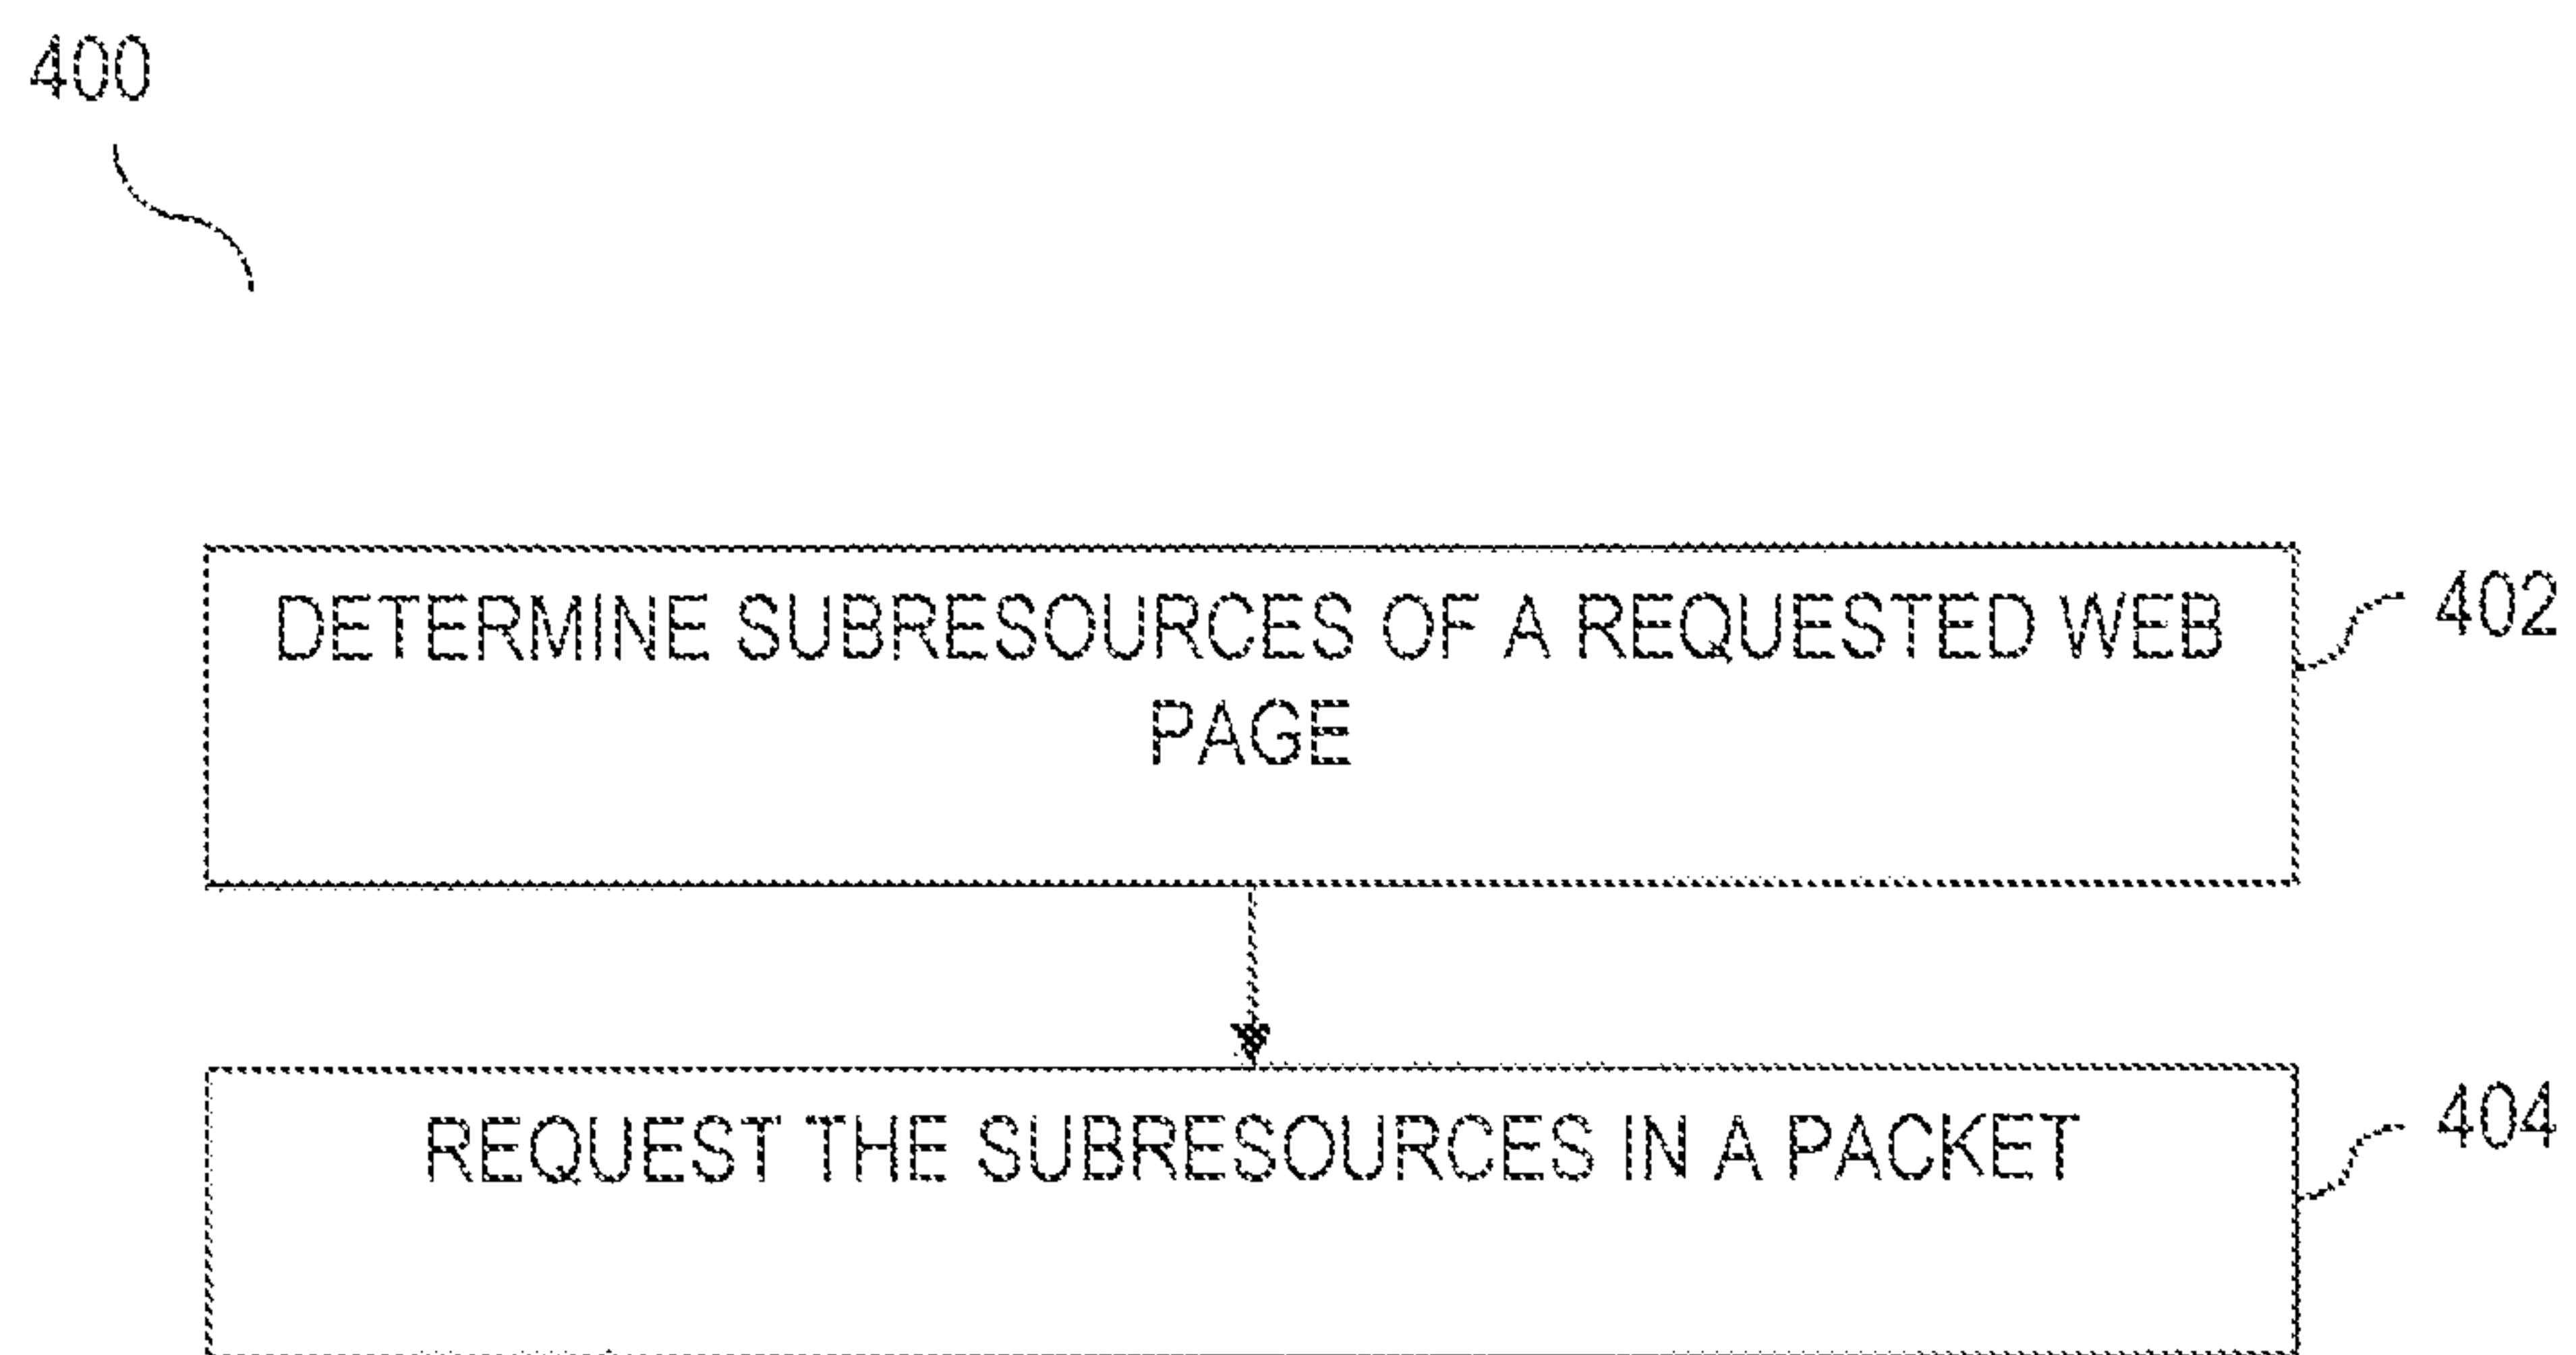 400
DETERMINE SUBRESOURCES OF A REQUESTED WEB
PAGE
402
REQUEST THE SUBRESOURCES IN A PACKET
404